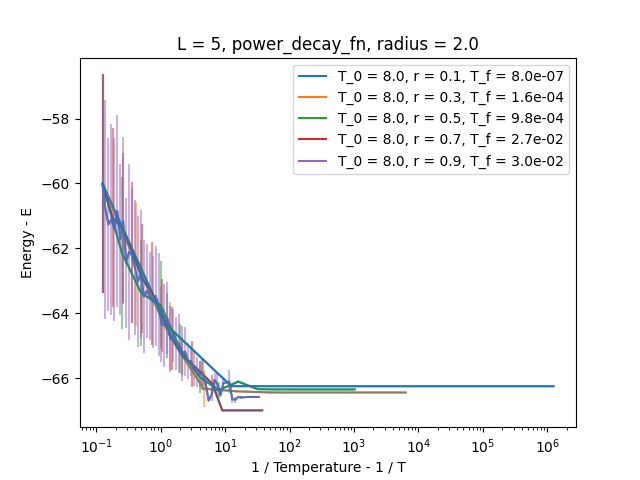 L = 5, power_decay_fn, radius = 2.0
T_0 = 8.0, r = 0.1, T_f = 8.0e-07
T_0 = 8.0, r = 0.3, T_f = 1.6e-04
T_0 = 8.0, r = 0.5, T_f = 9.8e-04
T_0 = 8.0, r = 0.7, T_f = 2.7e-02
T_0 = 8.0, r = 0.9, T_f = 3.0e-02
Energy - E
−58
−60
−62
−64
−66
10⁻¹ 10⁰ 10¹ 10² 10³ 10⁴ 10⁵ 10⁶
1 / Temperature - 1 / T